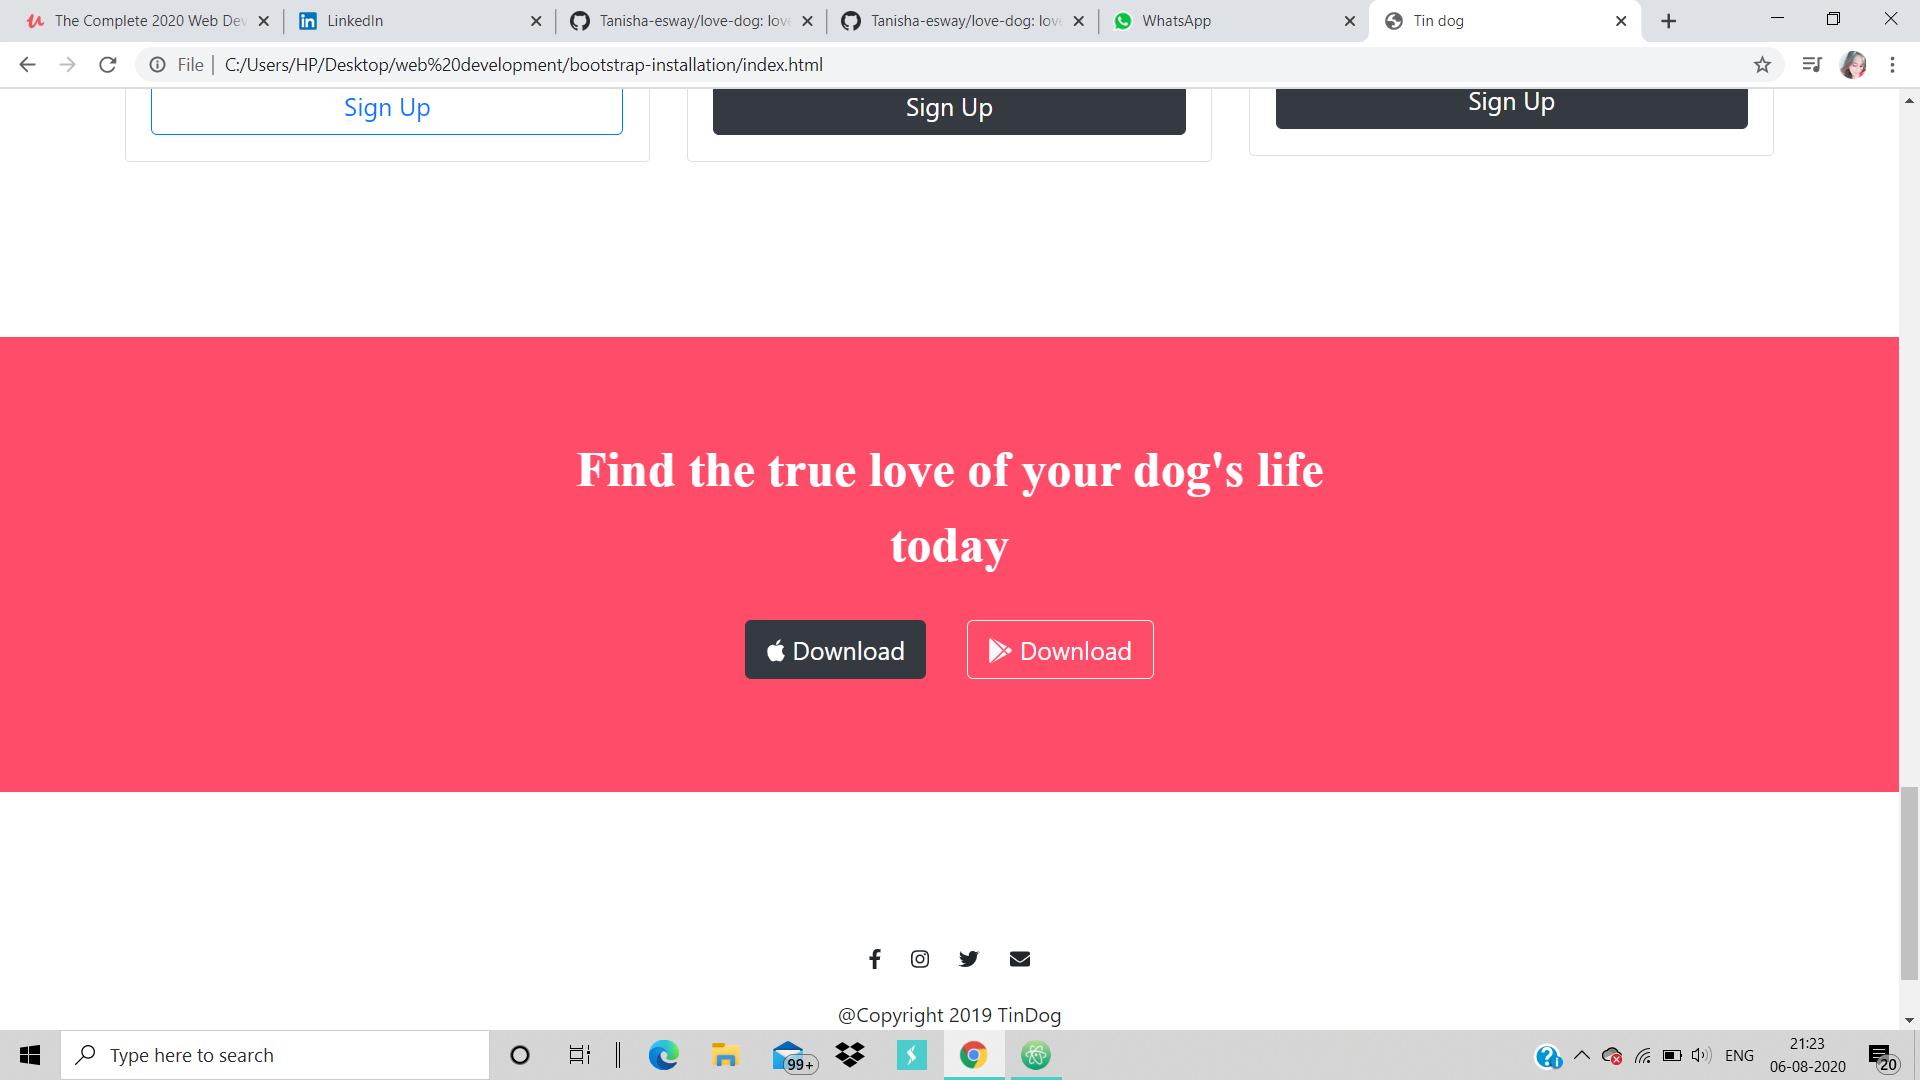 The Complete 2020 Web Dev
LinkedIn
Tanisha-esway/love-dog: love
Tanisha-esway/love-dog: love
WhatsApp
Tin dog
File
C:/Users/HP/Desktop/web%20development/bootstrap-installation/index.html
Sign Up
Sign Up
Sign Up
Find the true love of your dog's life
today
Download
Download
@Copyright 2019 TinDog
Type here to search
99+
ENG
21:23
06-08-2020
20